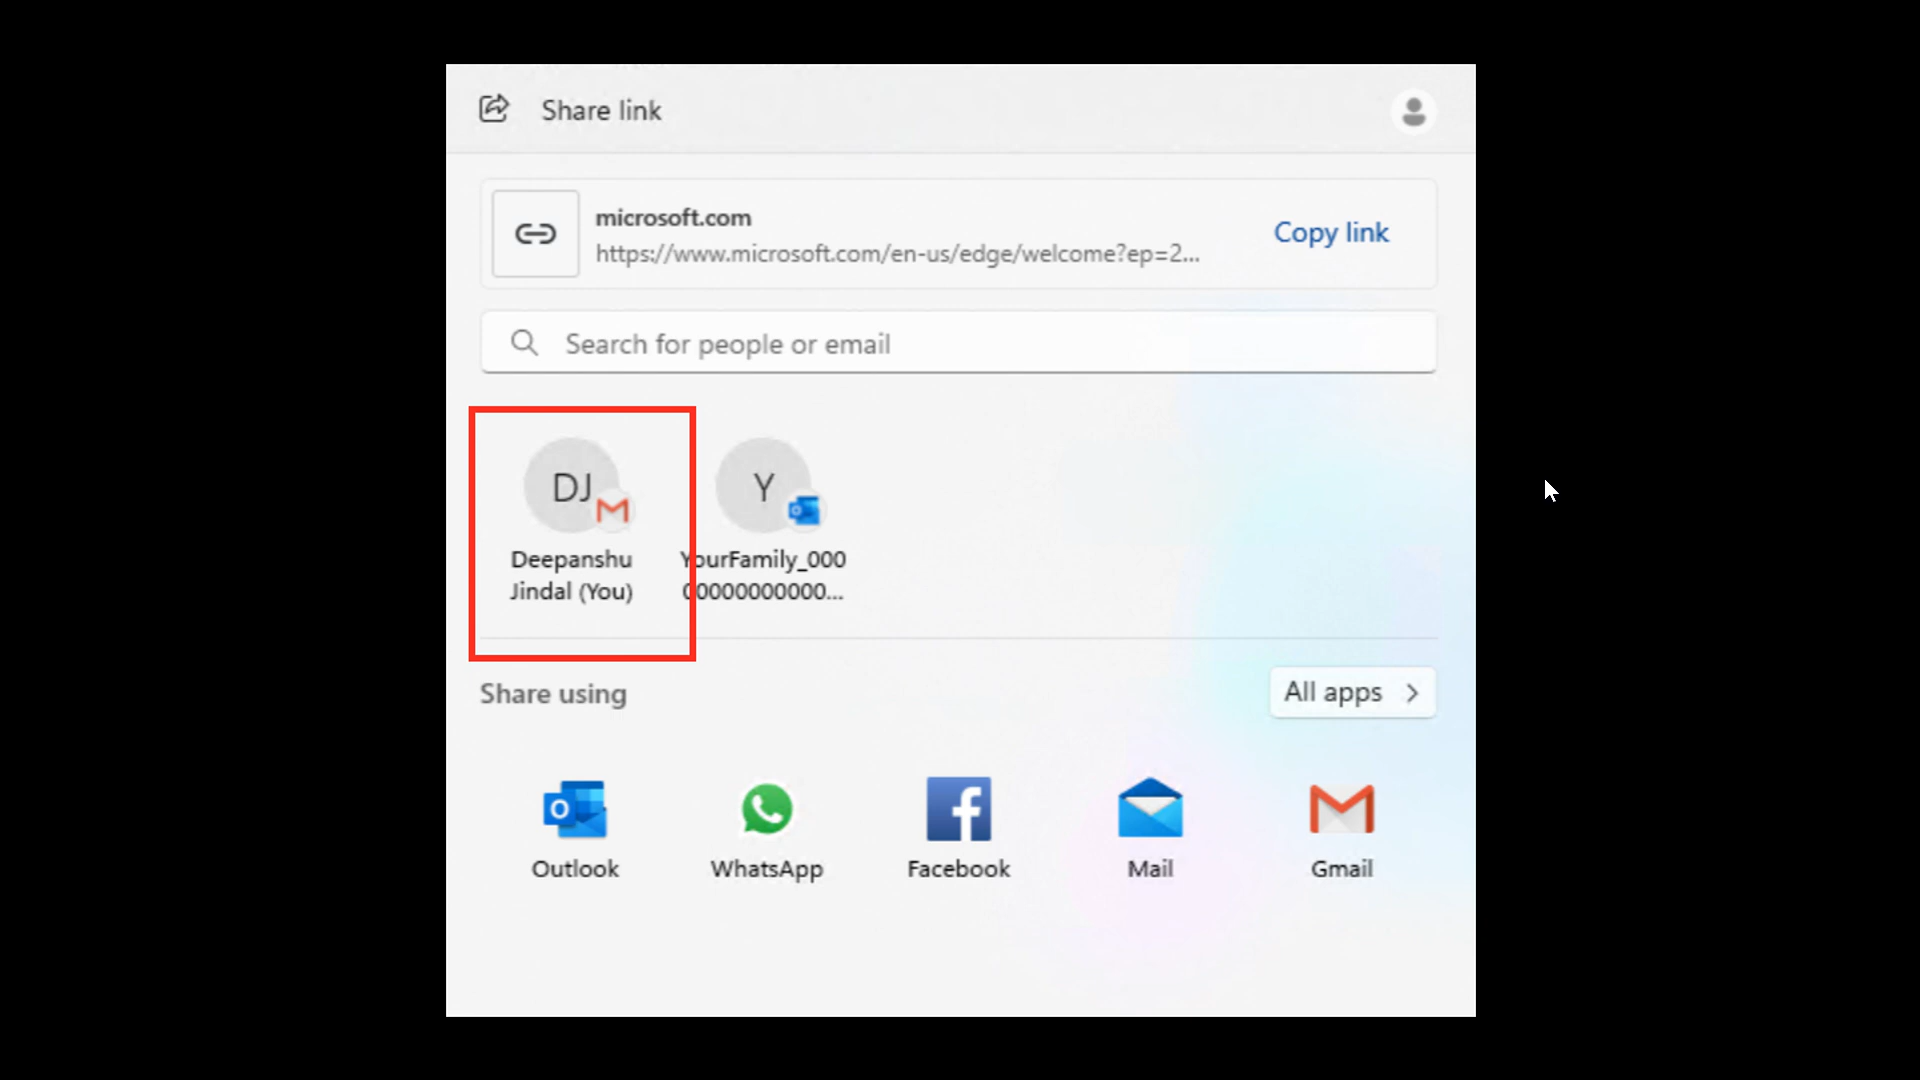 Share link
microsoft.com
https://www.microsoft.com/en-us/edge/welcome?ep=2...
Copy link
Search for people or email
DJ
Y
Deepanshu
Jindal (You)
YourFamily_000
00000000000...
Share using
All apps
Outlook
WhatsApp
Facebook
Mail
Gmail